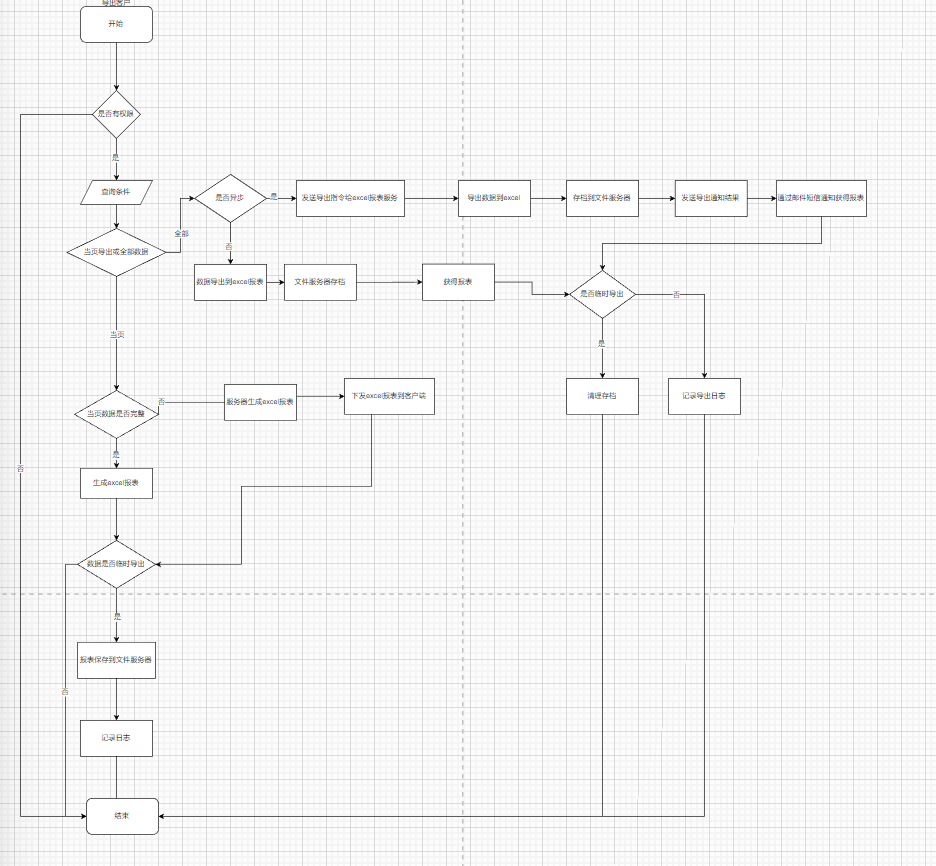 导出客户
开始
是否有权限
是
查询条件
是否异步
是
发送导出指令给excel报表服务
导出数据到excel
存档到文件服务器
发送导出通知结果
通过邮件短信通知获得报表
全部
否
当页导出或全部数据
数据导出到excel报表
文件服务器存档
获得报表
是否临时导出
否
当页
是
当页数据是否完整
否
服务器生成excel报表
下发excel报表到客户端
清理存档
记录导出日志
是
否
生成excel报表
数据是否临时导出
是
报表保存到文件服务器
否
记录日志
结束